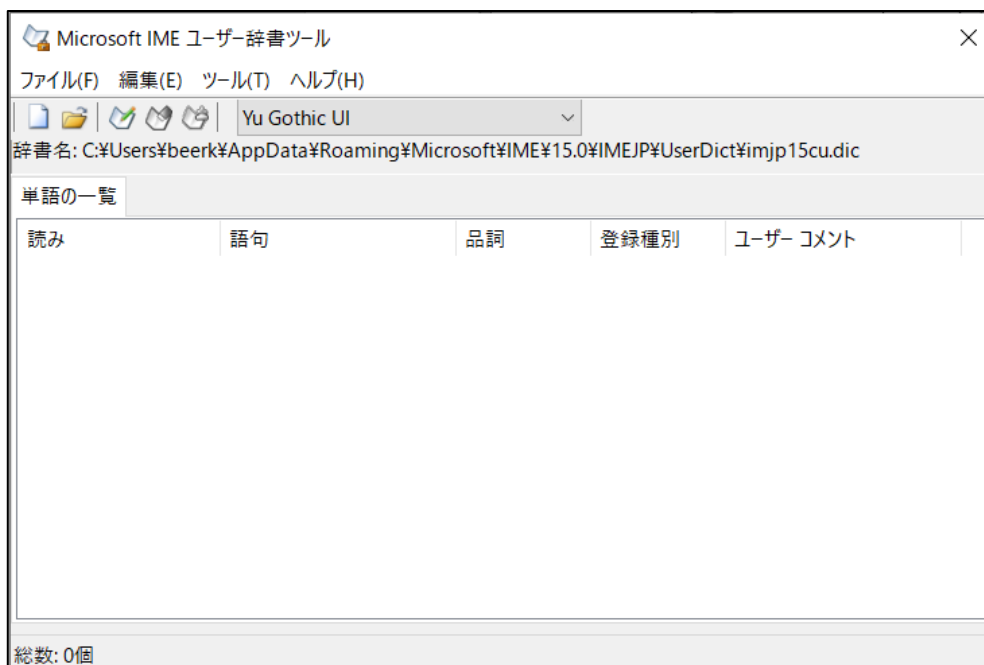 Microsoft IME ユーザー辞書ツール
ファイル(F) 編集(E) ツール(T) ヘルプ(H)
Yu Gothic UI
辞書名: C:¥Users¥beerk¥AppData¥Roaming¥Microsoft¥IME¥15.0¥IMEJP¥UserDict¥imjp15cu.dic
単語の一覧
読み 語句 品詞 登録種別 ユーザー コメント
総数: 0個